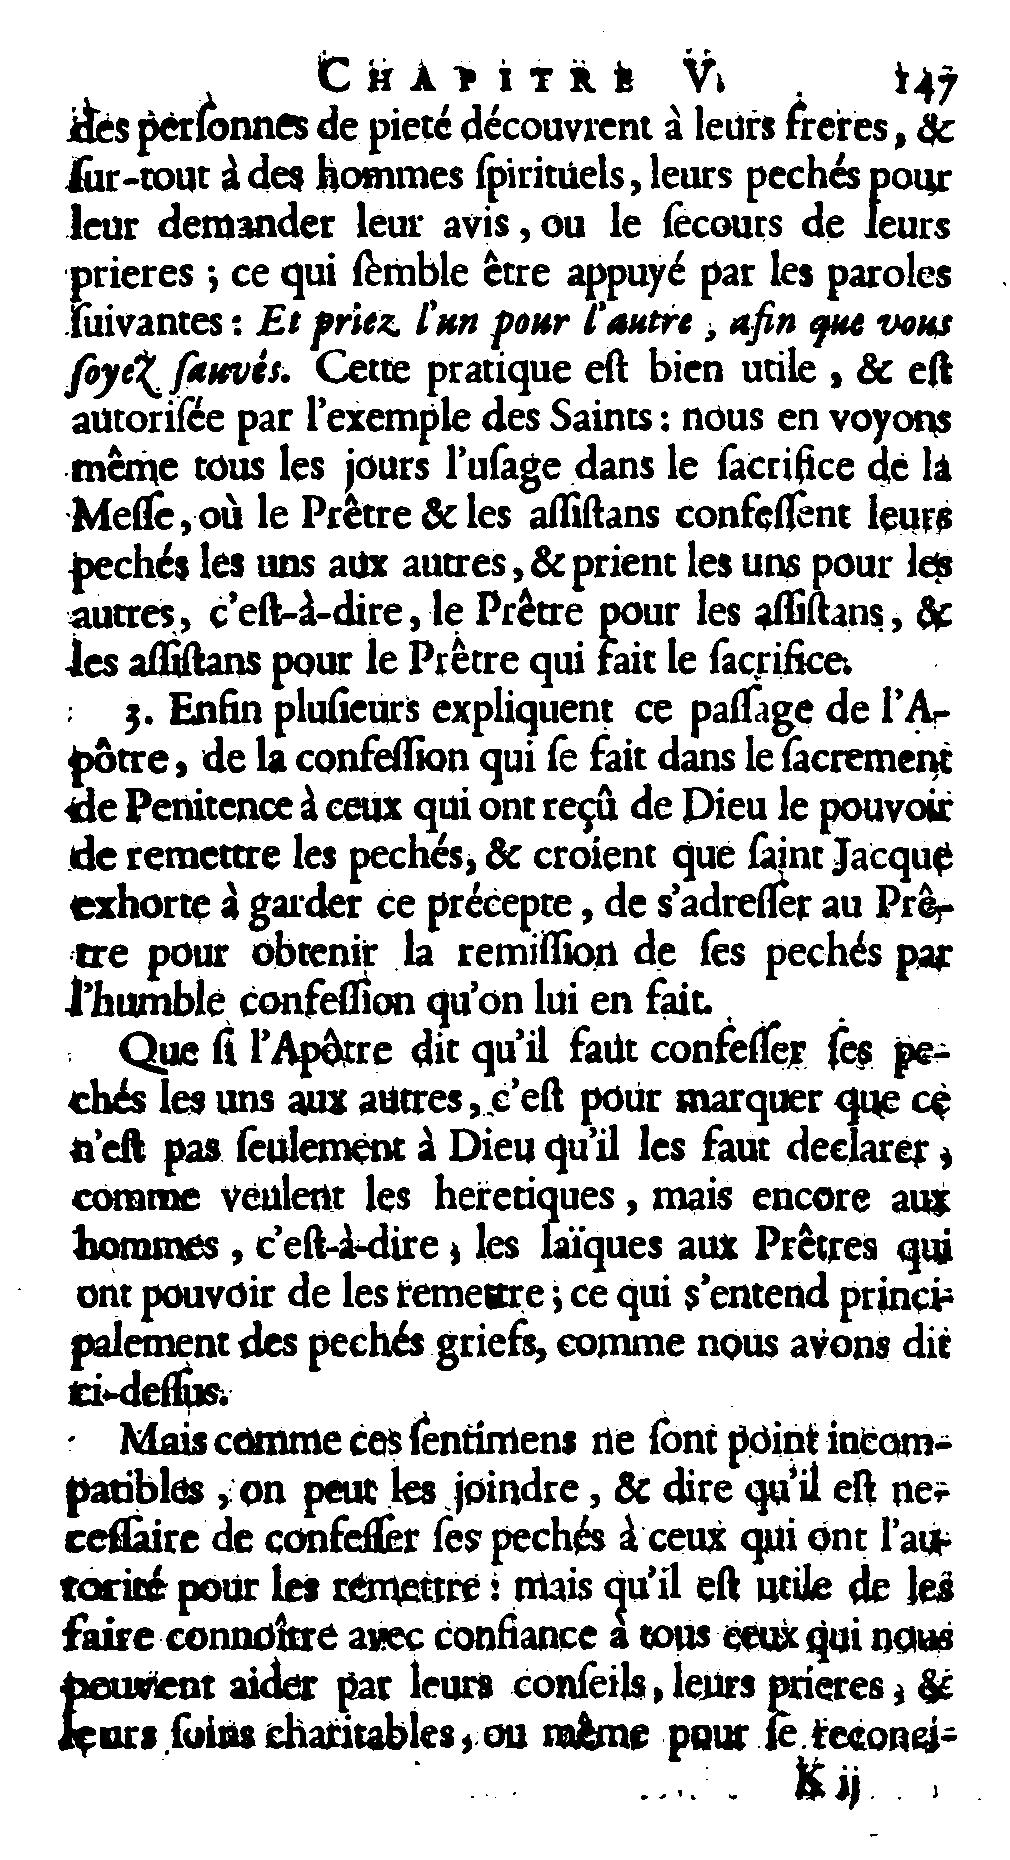 CHAPITRE V. 147
des perſonnes de pieté découvrent à leurs freres, &
ſur-tout à des hommes ſpirituels, leurs pechés pour
leur demander leur avis, ou le ſecours de leurs
prieres ; ce qui ſemble être appuyé par les paroles
ſuivantes : Et priez l'un pour l'autre, afin que vous
ſoyez ſauvés. Cette pratique eſt bien utile, & eſt
autoriſée par l'exemple des Saints : nous en voyons
même tous les jours l'uſage dans le ſacrifice de la
Meſſe, où le Prêtre & les aſſiſtans confeſſent leurs
pechés les uns aux autres, & prient les uns pour les
autres, c'eſt-à-dire, le Prêtre pour les aſſiſtans, &
les aſſiſtans pour le Prêtre qui fait le ſacrifice.
3. Enfin pluſieurs expliquent ce paſſage de l'A-
pôtre, de la confeſſion qui ſe fait dans le ſacrement
de Penitence à ceux qui ont reçû de Dieu le pouvoir
de remettre les pechés, & croient que ſaint Jacque
exhorte à garder ce précepte, de s'adreſſer au Prê-
tre pour obtenir la remiſſion de ſes pechés par
l'humble confeſſion qu'on lui en fait.
Que ſi l'Apôtre dit qu'il faut confeſſer ſes pe-
chés les uns aux autres, c'eſt pour marquer que ce
n'eſt pas ſeulement à Dieu qu'il les faut declarer,
comme veulent les heretiques, mais encore aux
hommes, c'eſt-à-dire, les laïques aux Prêtres qui
ont pouvoir de les remettre ; ce qui s'entend princi-
palement des pechés griefs, comme nous avons dit
ci-deſſus.
Mais comme ces ſentimens ne ſont point incom-
patibles, on peut les joindre, & dire qu'il eſt ne-
ceſſaire de confeſſer ſes pechés à ceux qui ont l'au-
torité pour les remettre : mais qu'il eſt utile de les
faire connoître avec confiance à tous ceux qui nous
peuvent aider par leurs conſeils, leurs prieres, &
leurs ſoins charitables, ou même pour ſe reconci-
K ij